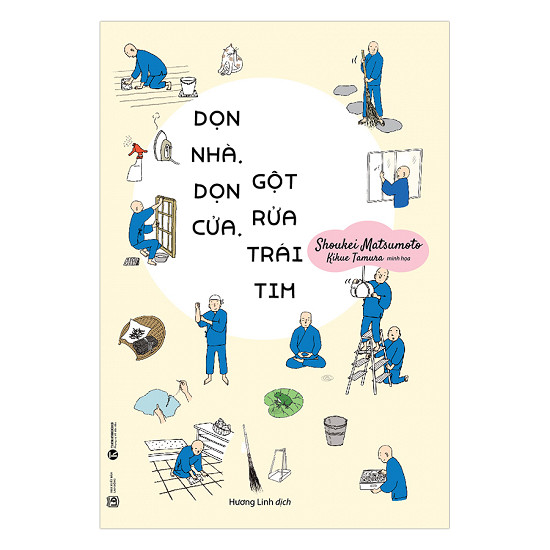 DỌN
NHÀ.
DỌN
CỬA.
GỘT
RỬA
TRÁI
TIM
Shoukei Matsumoto
Kikue Tamura minh họa
Hương Linh dịch